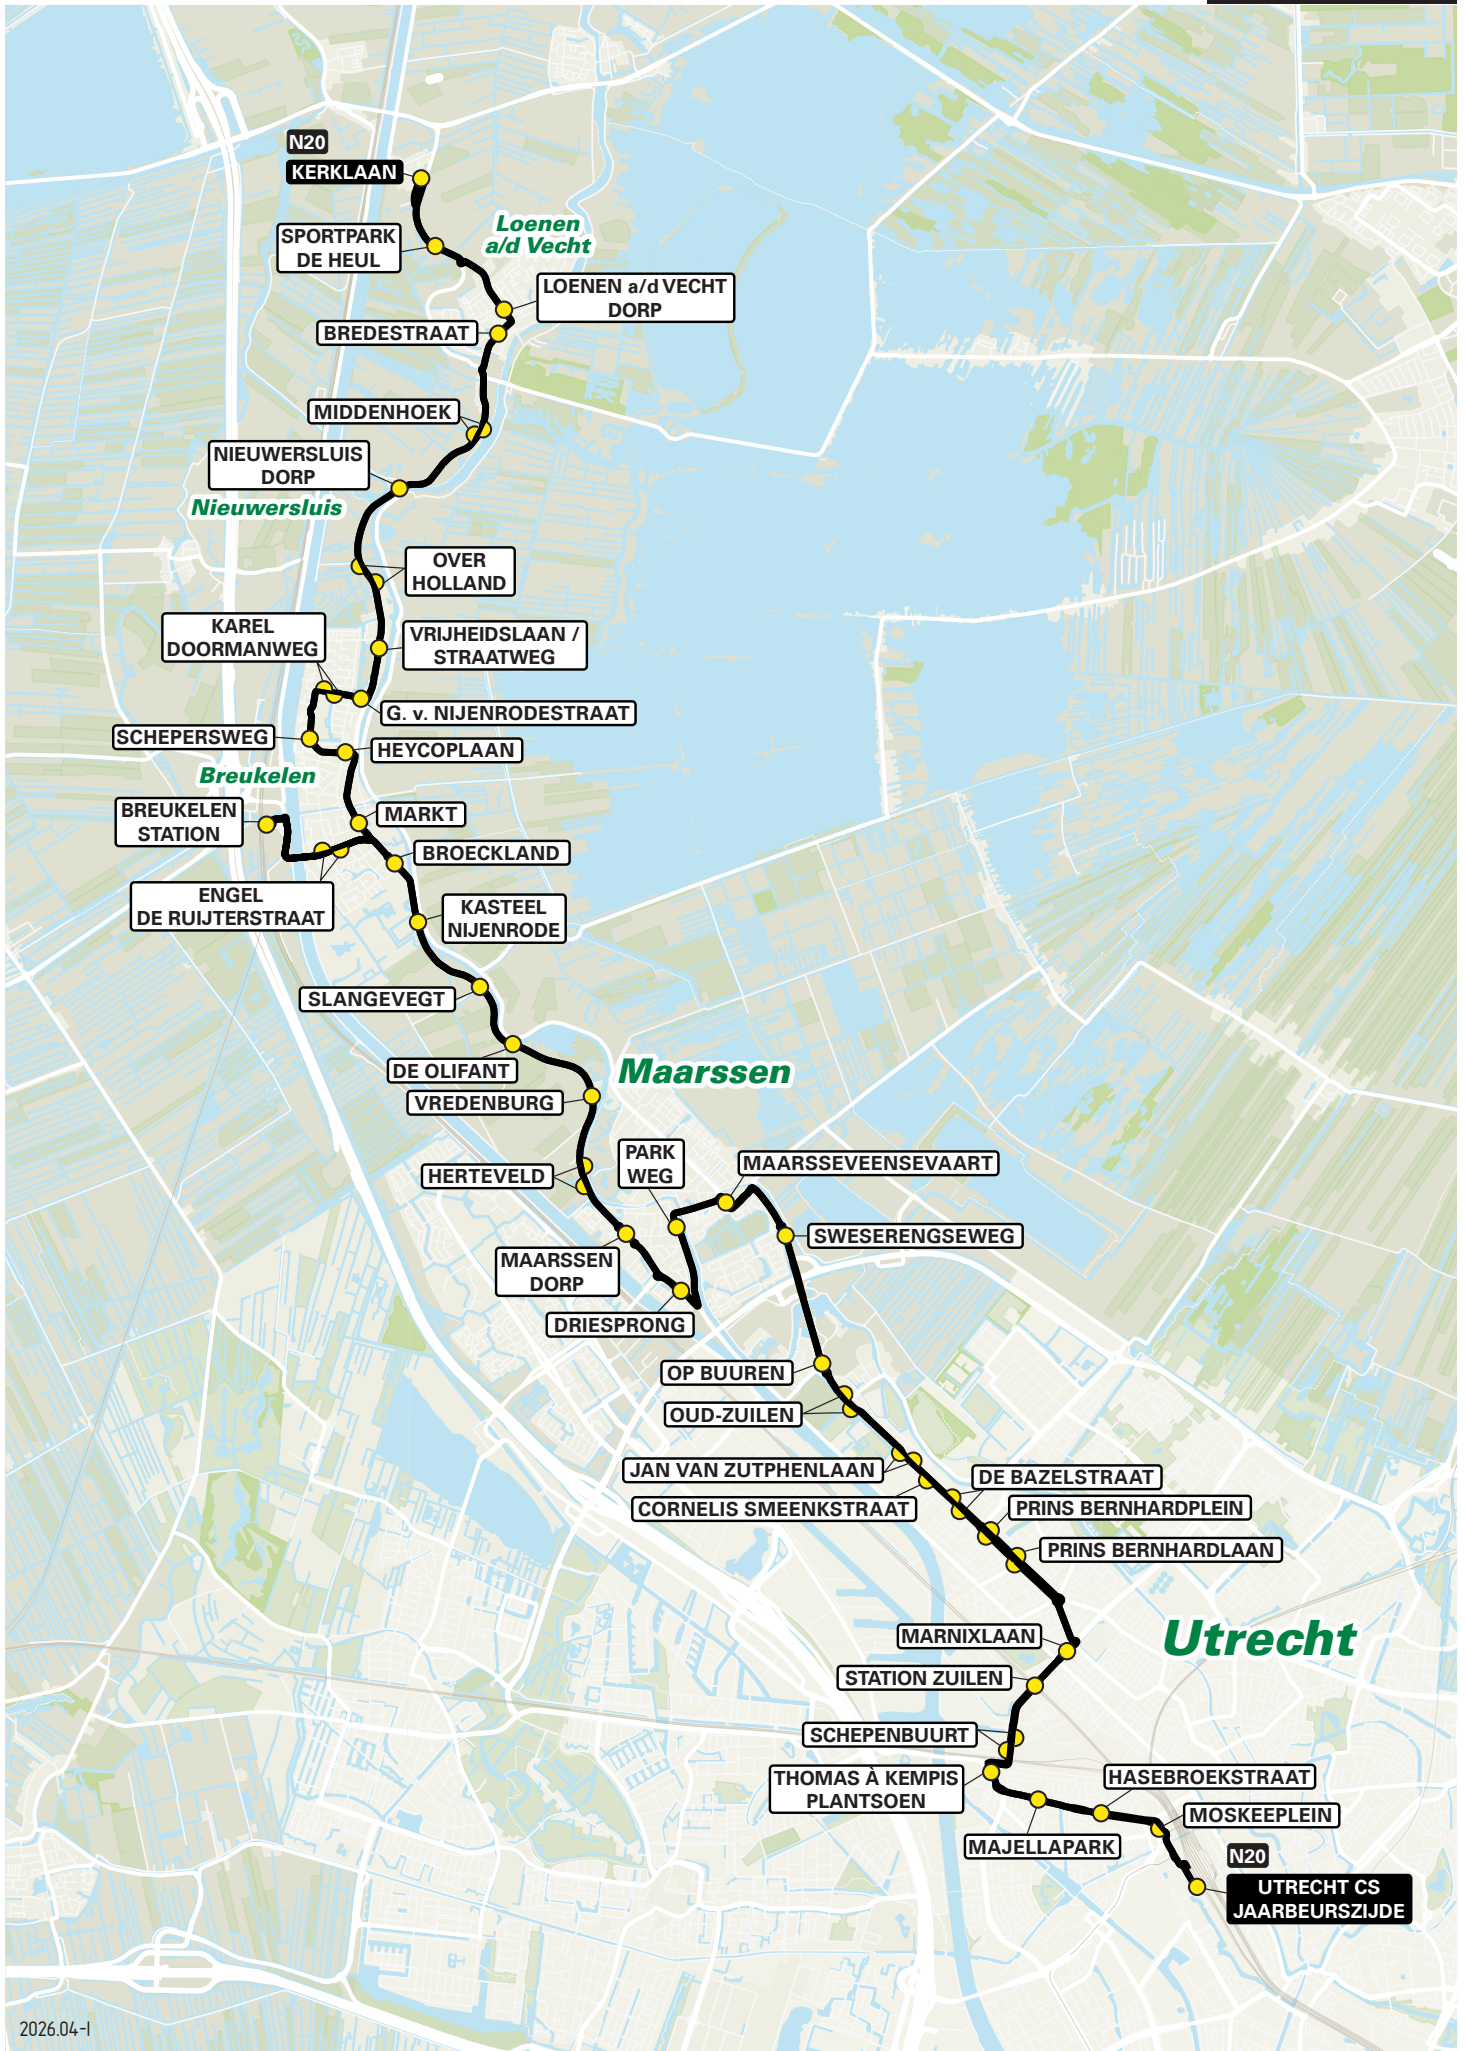 N20
KERKLAAN
Loenen
a/d Vecht
SPORTPARK
DE HEUL
LOENEN a/d VECHT
DORP
BREDESTRAAT
MIDDENHOEK
NIEUWERSLUIS
DORP
Nieuwersluis
OVER
HOLLAND
KAREL
DOORMANWEG
VRIJHEIDSLAAN /
STRAATWEG
G. v. NIJENRODESTRAAT
SCHEPERSWEG
HEYCOPLAAN
Breukelen
BREUKELEN
STATION
MARKT
BROECKLAND
ENGEL
DE RUIJTERSTRAAT
KASTEEL
NIJENRODE
SLANGEVEGT
DE OLIFANT
Maarssen
VREDENBURG
PARK
WEG
MAARSSEVEENSEVAART
HERTEVELD
SWESERENGSEWEG
MAARSSEN
DORP
DRIESPRONG
OP BUUREN
OUD-ZUILEN
JAN VAN ZUTPHENLAAN
DE BAZELSTRAAT
CORNELIS SMEENKSTRAAT
PRINS BERNHARDPLEIN
PRINS BERNHARDLAAN
MARNIXLAAN
Utrecht
STATION ZUILEN
SCHEPENBUURT
THOMAS À KEMPIS
PLANTSOEN
HASEBROEKSTRAAT
MOSKEEPLEIN
MAJELLAPARK
N20
UTRECHT CS
JAARBEURSZIJDE
2026.04-I